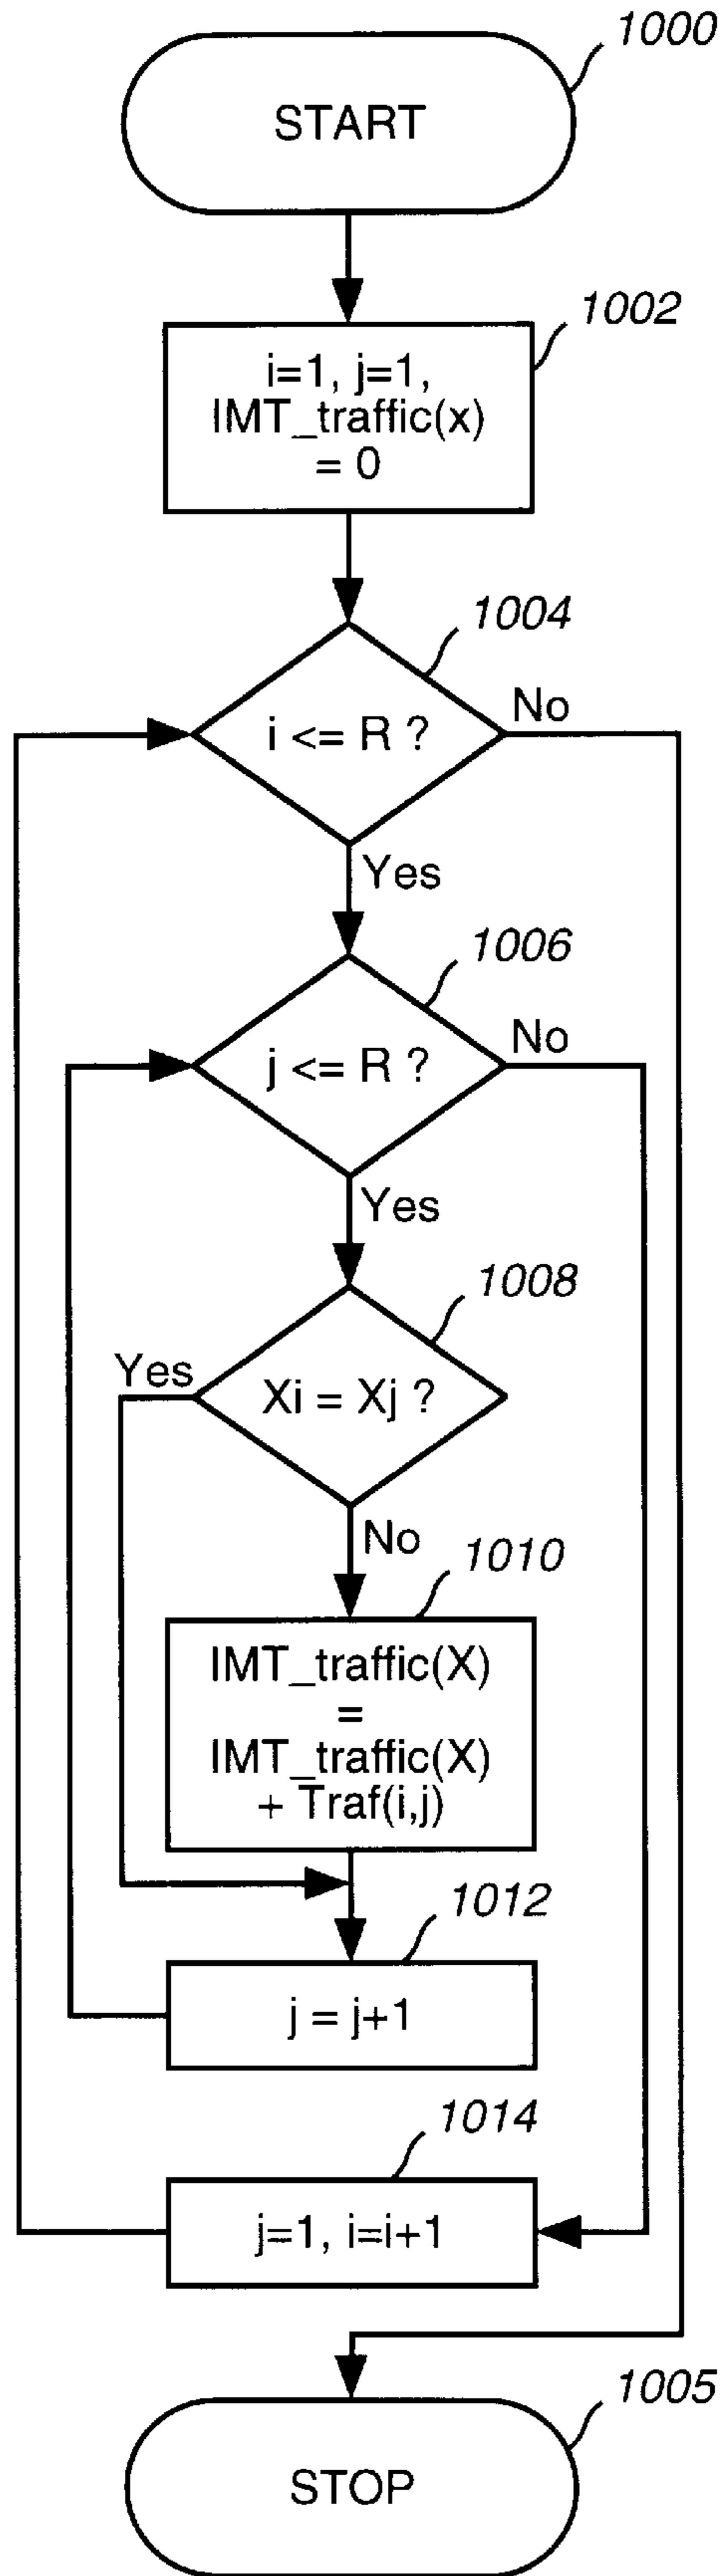 1000
START
1002
i=1, j=1,
IMT_traffic(x)
= 0
1004
i <= R ?
No
Yes
1006
j <= R ?
No
Yes
1008
Yes
Xi = Xj ?
No
1010
IMT_traffic(X)
=
IMT_traffic(X)
+ Traf(i,j)
1012
j = j+1
1014
j=1, i=i+1
1005
STOP